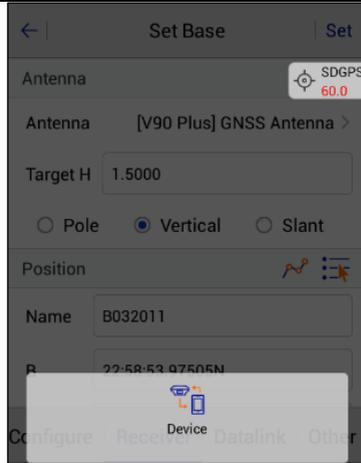 Set Base Set
Antenna SDGPS
60.0
Antenna [V90 Plus] GNSS Antenna >
Target H 1.5000
Pole Vertical Slant
Position
Name B032011
B 22:58:53.97505N
Device
Configure Receiver Datalink Other